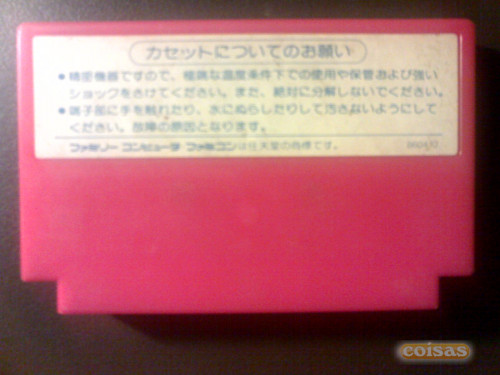 カセットについてのお願い
●精密機器ですので、極端な温度条件下での使用や保管および強い
ショックをさけてください。また、絶対に分解しないでください。
●端子部に手を触れたり、水にぬらしたりして汚さないようにして
ください。故障の原因となります。
ファミリー コンピュータ ファミコンは任天堂の商標です。
coisas